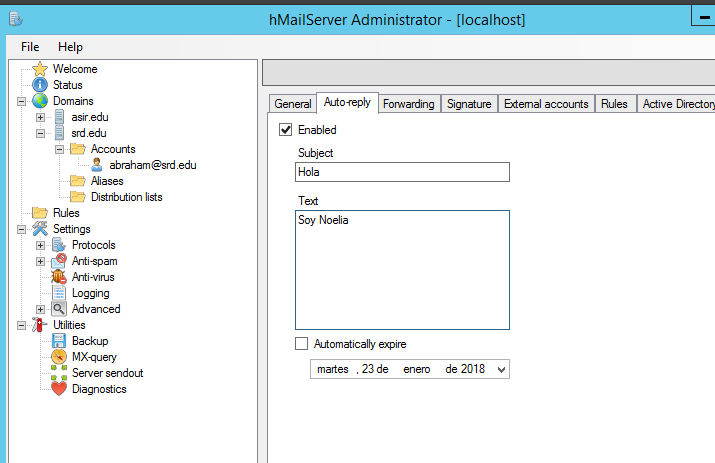 hMailServer Administrator - [localhost]
File Help
Welcome
Status
Domains
asir.edu
srd.edu
Accounts
abraham@srd.edu
Aliases
Distribution lists
Rules
Settings
Protocols
Anti-spam
Anti-virus
Logging
Advanced
Utilities
Backup
MX-query
Server sendout
Diagnostics
General Auto-reply Forwarding Signature External accounts Rules Active Directory
Enabled
Subject
Hola
Text
Soy Noelia
Automatically expire
martes , 23 de enero de 2018